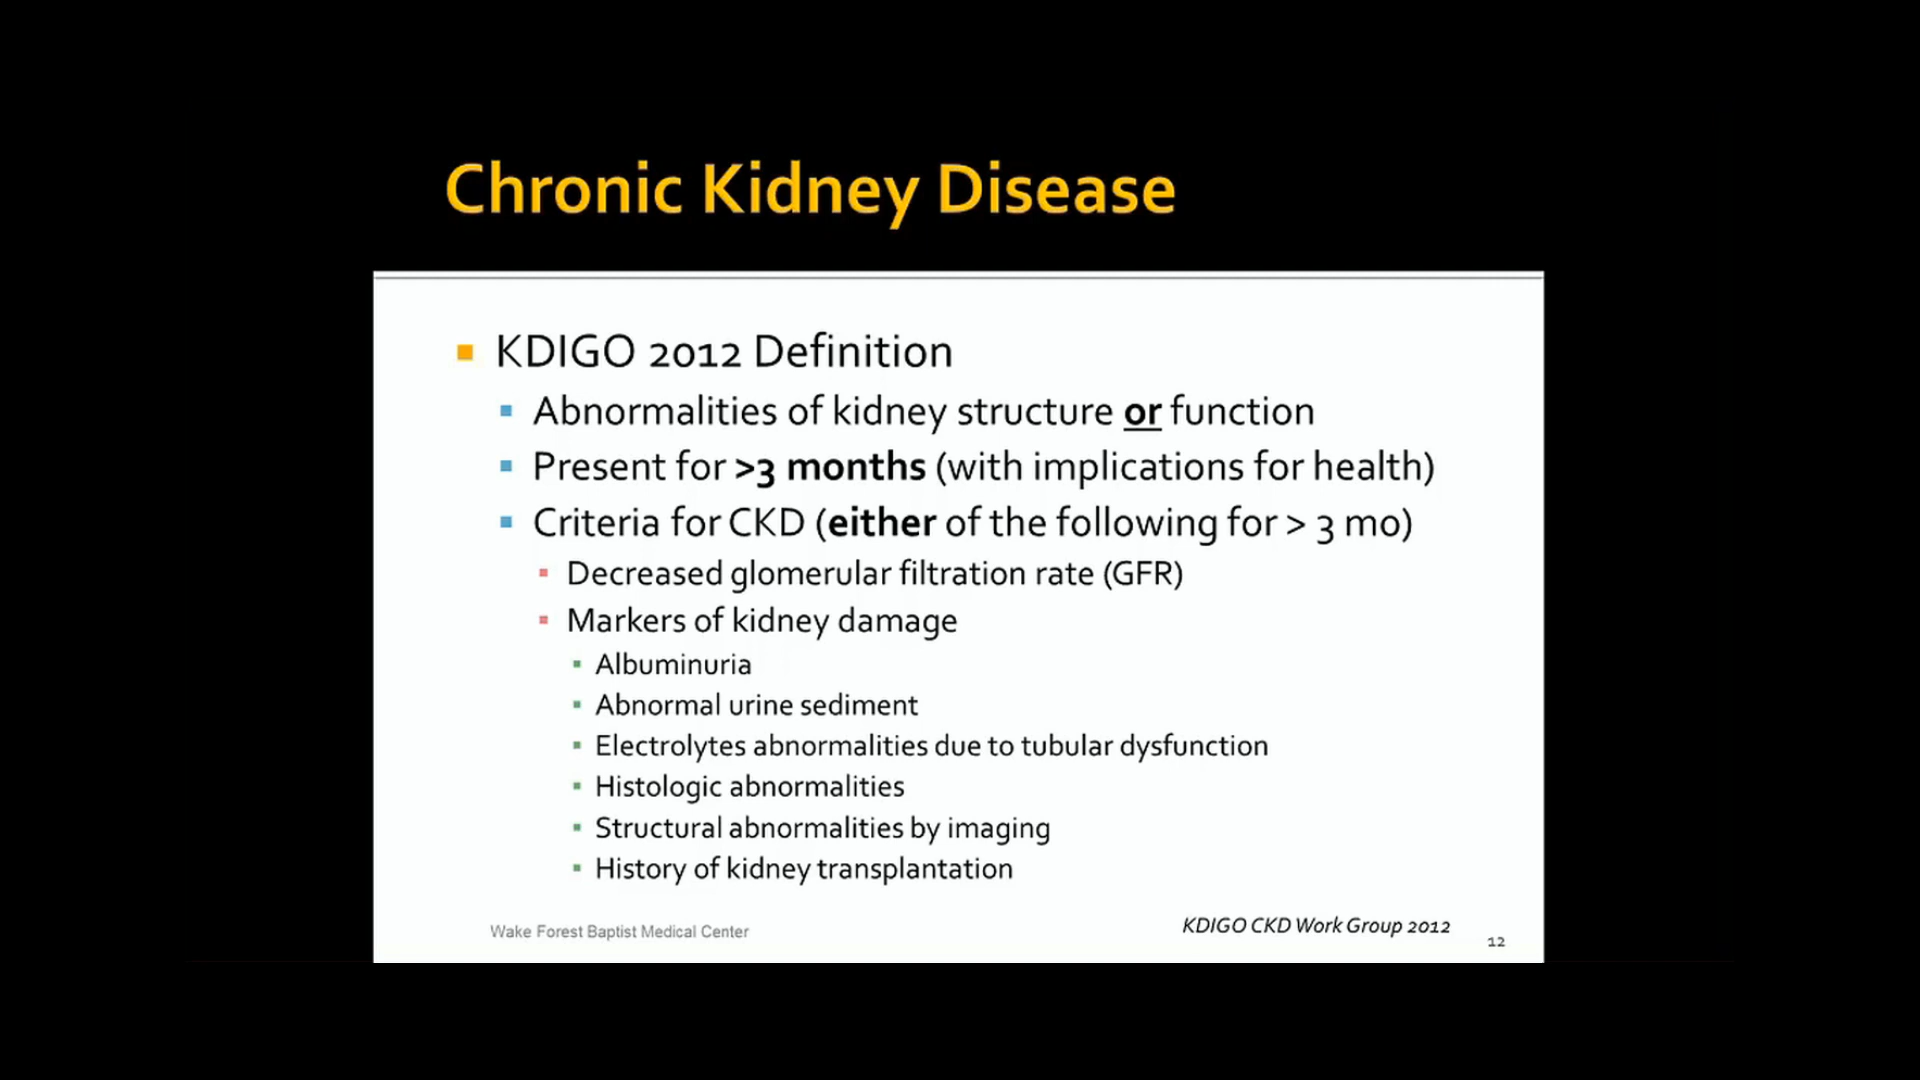 Chronic Kidney Disease
KDIGO 2012 Definition
Abnormalities of kidney structure or function
Present for >3 months (with implications for health)
Criteria for CKD (either of the following for > 3 mo)
Decreased glomerular filtration rate (GFR)
Markers of kidney damage
Albuminuria
Abnormal urine sediment
Electrolytes abnormalities due to tubular dysfunction
Histologic abnormalities
Structural abnormalities by imaging
History of kidney transplantation
Wake Forest Baptist Medical Center
KDIGO CKD Work Group 2012
12